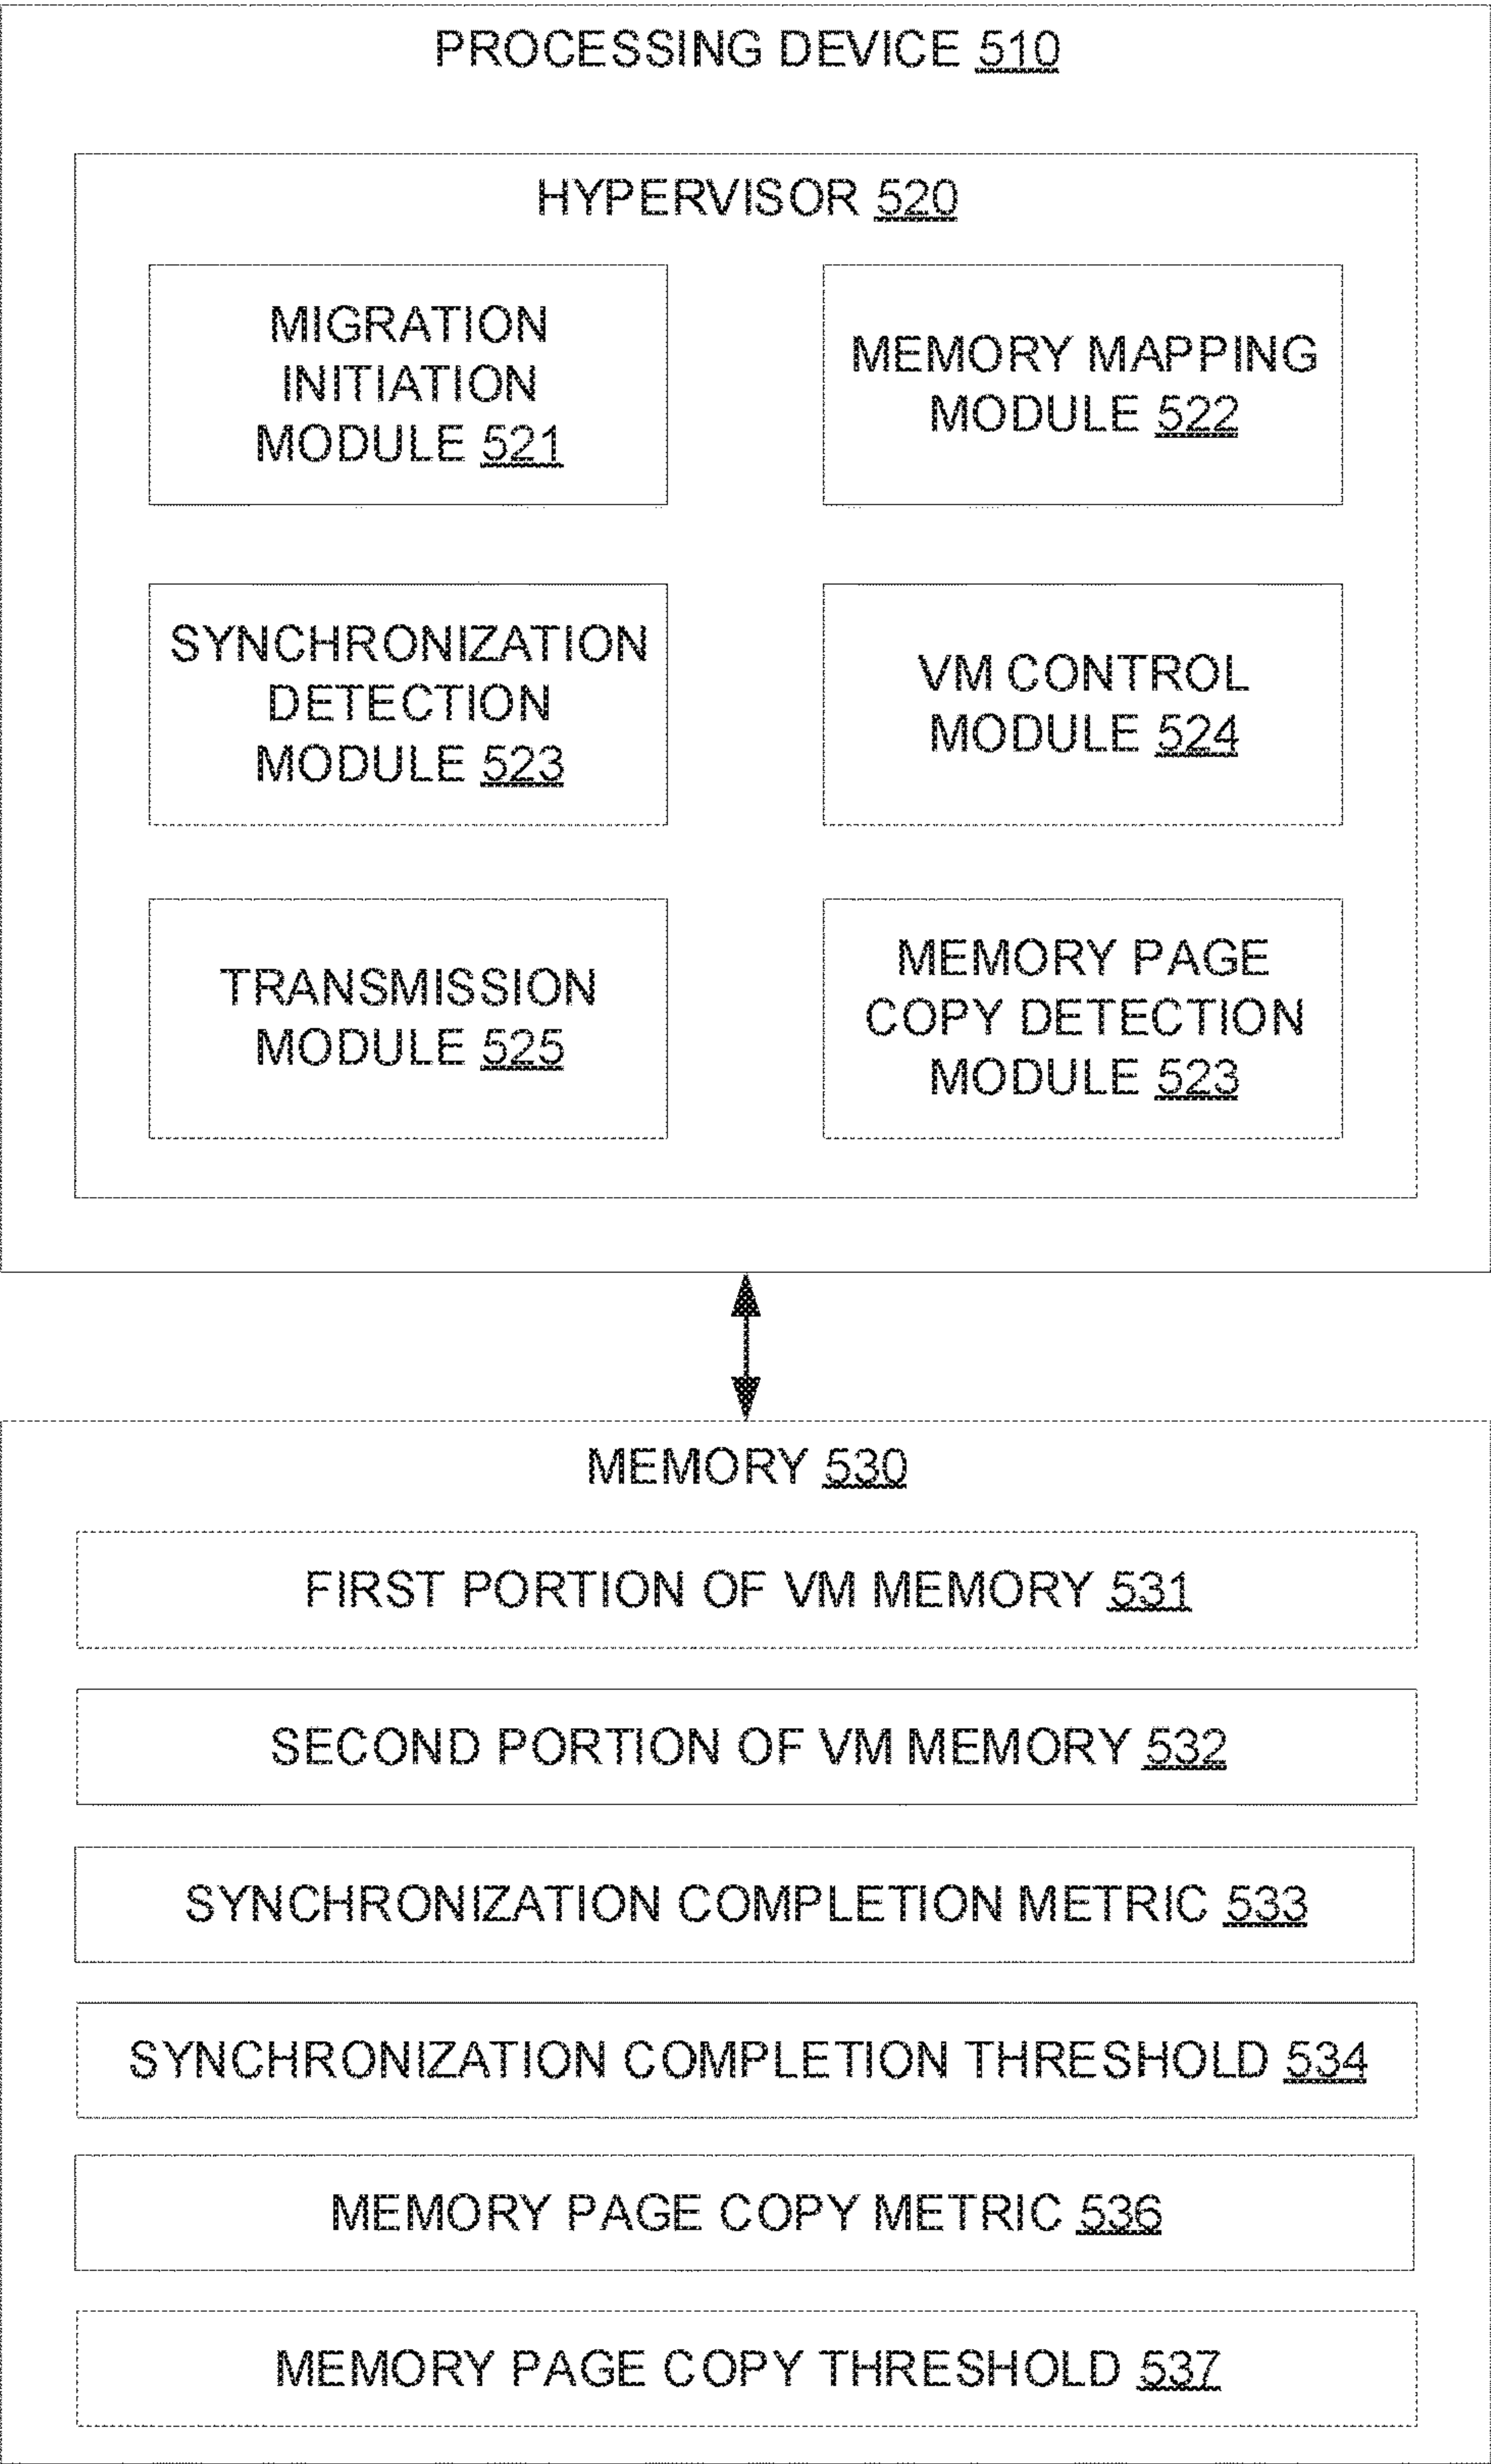 PROCESSING DEVICE 510
HYPERVISOR 520
MIGRATION
INITIATION
MODULE 521
MEMORY MAPPING
MODULE 522
SYNCHRONIZATION
DETECTION
MODULE 523
VM CONTROL
MODULE 524
TRANSMISSION
MODULE 525
MEMORY PAGE
COPY DETECTION
MODULE 523
MEMORY 530
FIRST PORTION OF VM MEMORY 531
SECOND PORTION OF VM MEMORY 532
SYNCHRONIZATION COMPLETION METRIC 533
SYNCHRONIZATION COMPLETION THRESHOLD 534
MEMORY PAGE COPY METRIC 536
MEMORY PAGE COPY THRESHOLD 537